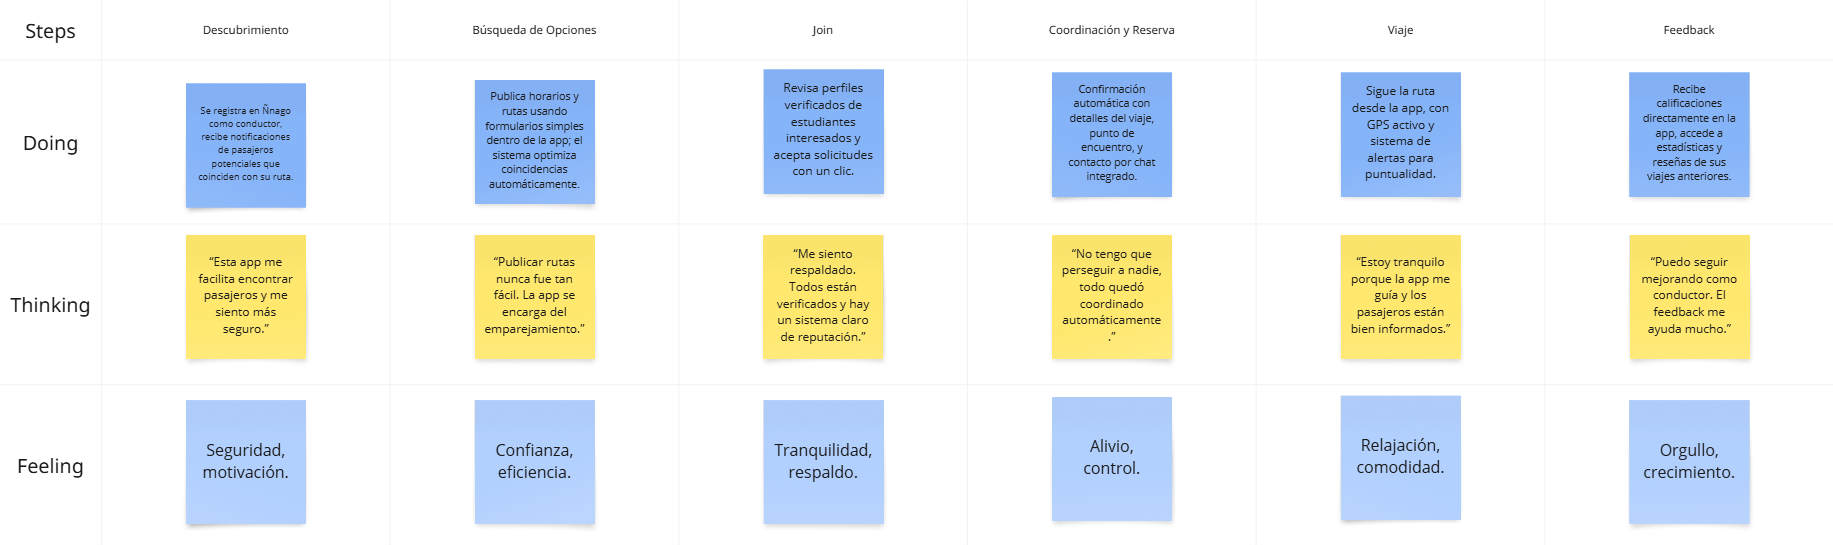 Steps
Descubrimiento
Búsqueda de Opciones
Join
Coordinación y Reserva
Viaje
Feedback
Doing
Se registra en Ñnago
como conductor,
recibe notificaciones
de pasajeros
potenciales que
coinciden con su ruta.
Publica horarios y
rutas usando
formularios simples
dentro de la app; el
sistema optimiza
coincidencias
automáticamente.
Revisa perfiles
verificados de
estudiantes
interesados y
acepta solicitudes
con un clic.
Confirmación
automática con
detalles del viaje,
punto de
encuentro, y
contacto por chat
integrado.
Sigue la ruta
desde la app, con
GPS activo y
sistema de
alertas para
puntualidad.
Recibe
calificaciones
directamente en la
app, accede a
estadísticas y
reseñas de sus
viajes anteriores.
Thinking
“Esta app me
facilita encontrar
pasajeros y me
siento más
seguro.”
“Publicar rutas
nunca fue tan
fácil. La app se
encarga del
emparejamiento.”
“Me siento
respaldado.
Todos están
verificados y hay
un sistema claro
de reputación.”
“No tengo que
perseguir a nadie,
todo quedó
coordinado
automáticamente
.”
“Estoy tranquilo
porque la app me
guía y los
pasajeros están
bien informados.”
“Puedo seguir
mejorando como
conductor. El
feedback me
ayuda mucho.”
Feeling
Seguridad,
motivación.
Confianza,
eficiencia.
Tranquilidad,
respaldo.
Alivio,
control.
Relajación,
comodidad.
Orgullo,
crecimiento.